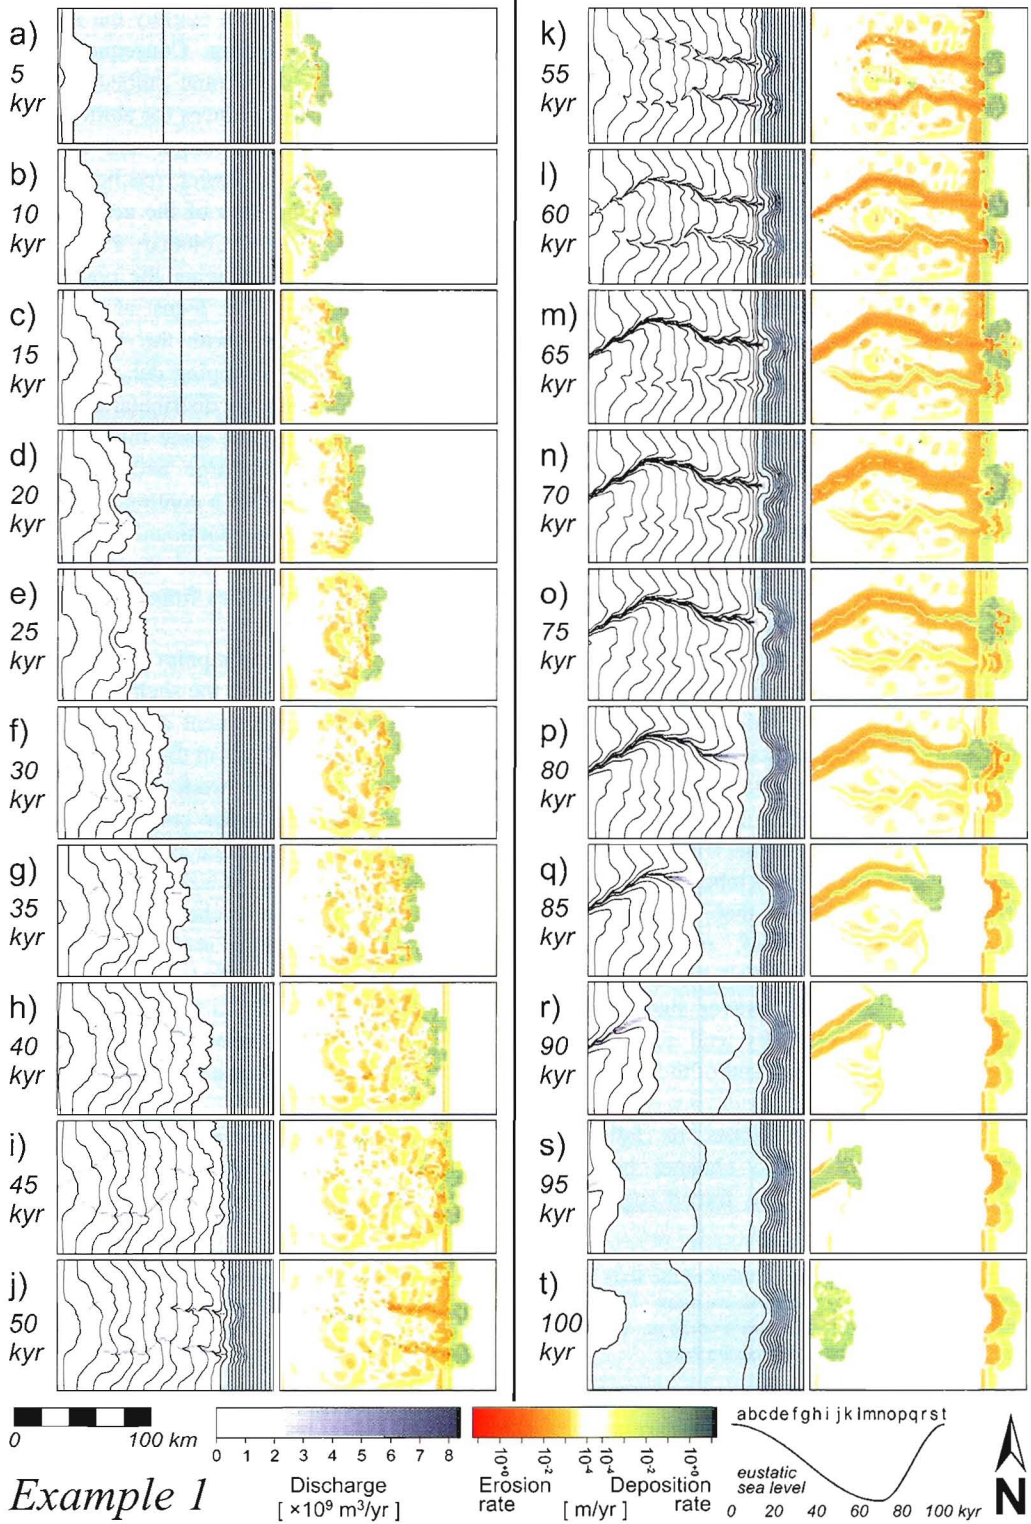 a)
5
kyr
b)
10
kyr
c)
15
kyr
d)
20
kyr
e)
25
kyr
f)
30
kyr
g)
35
kyr
h)
40
kyr
i)
45
kyr
j)
50
kyr
k)
55
kyr
l)
60
kyr
m)
65
kyr
n)
70
kyr
o)
75
kyr
p)
80
kyr
q)
85
kyr
r)
90
kyr
s)
95
kyr
t)
100
kyr
0 100 km
Example 1
0 1 2 3 4 5 6 7 8
Discharge
[ ×10⁹ m³/yr ]
10⁺⁰ 10⁻² 10⁻⁴ 10⁻⁴ 10⁻² 10⁺⁰
Erosion rate
Deposition rate
[ m/yr ]
abcdefghijklmnopqrst
eustatic
sea level
0 20 40 60 80 100 kyr
N